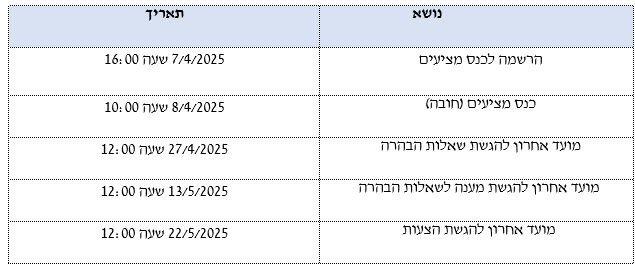 נושא תאריך
הרשמה לכנס מציעים 7/4/2025 שעה 16:00
כנס מציעים (חובה) 8/4/2025 שעה 10:00
מועד אחרון להגשת שאלות הבהרה 27/4/2025 שעה 12:00
מועד אחרון להגשת מענה לשאלות הבהרה 13/5/2025 שעה 12:00
מועד אחרון להגשת הצעות 22/5/2025 שעה 12:00